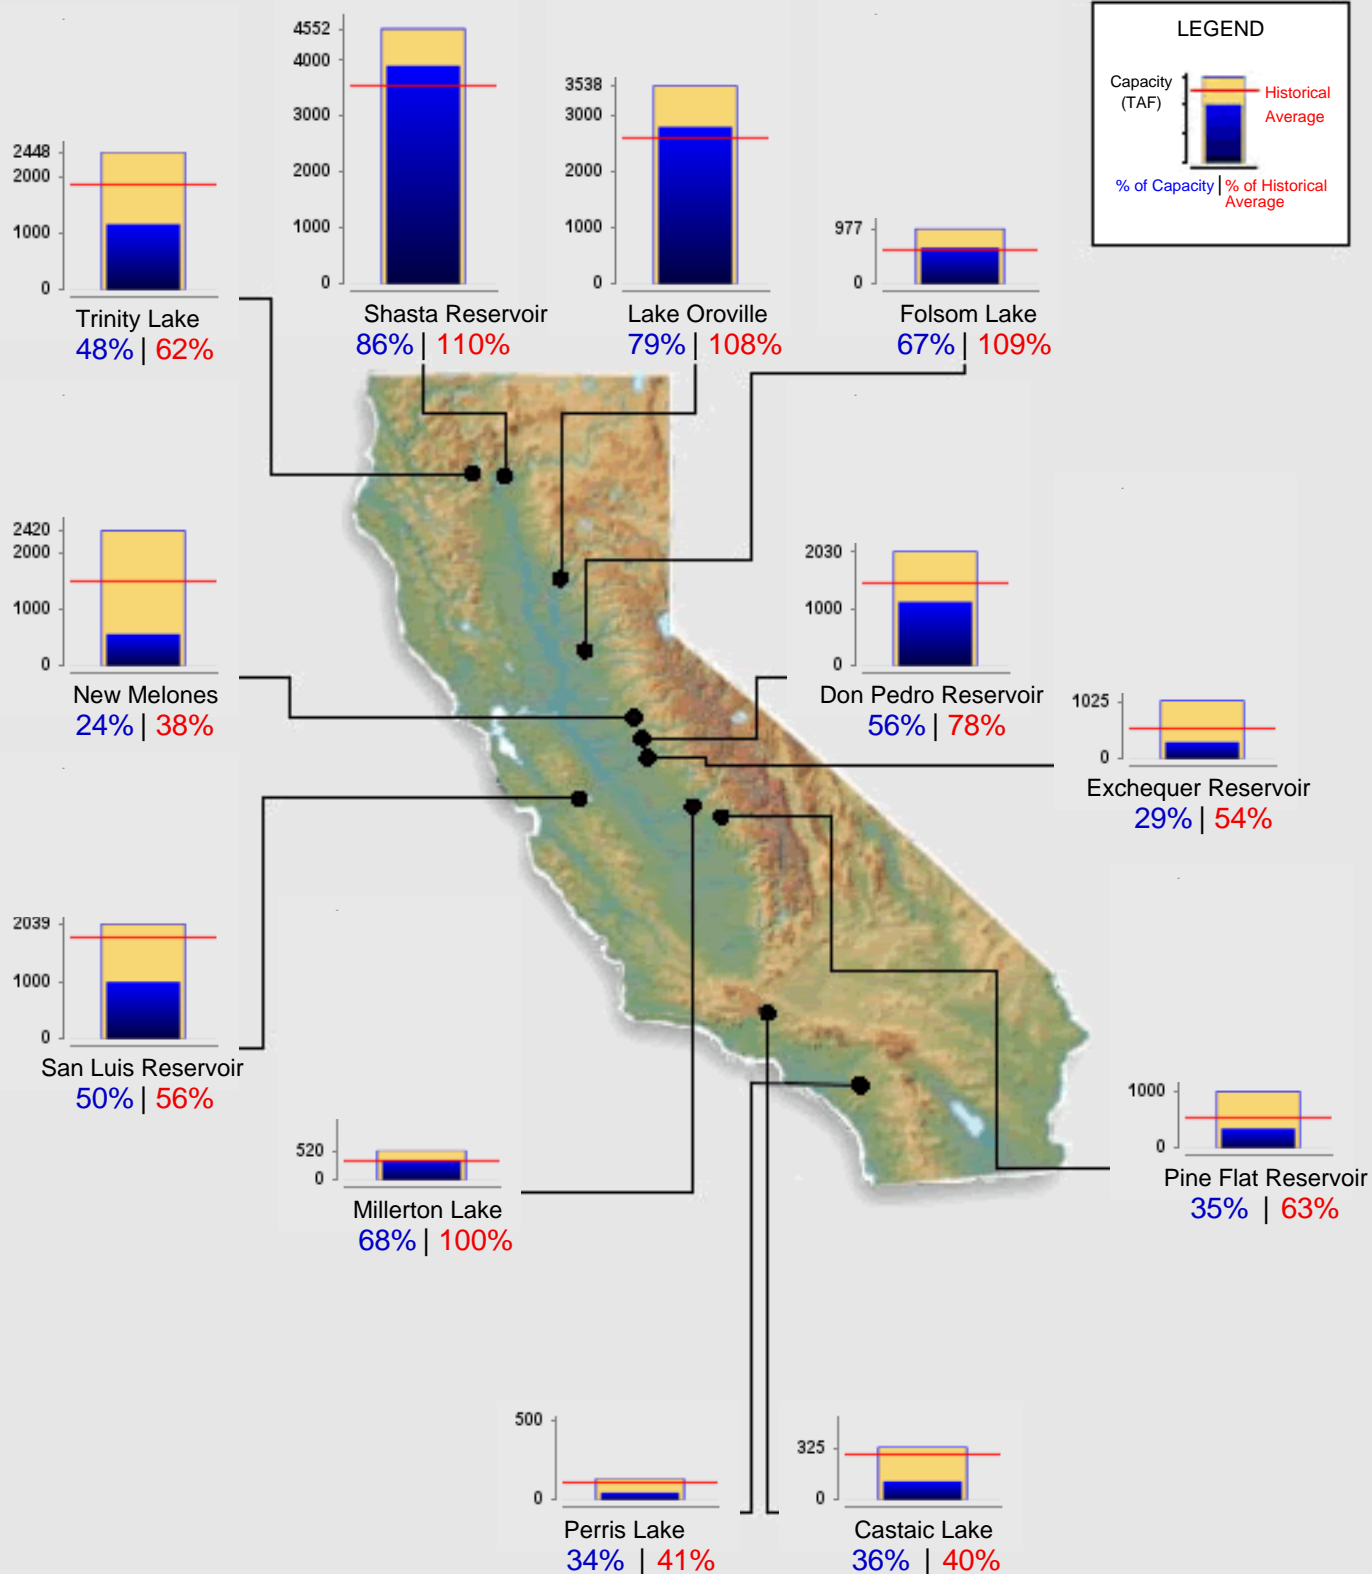 4552
4000
3000
2000
1000
0
Shasta Reservoir
86% | 110%
3538
3000
2000
1000
0
Lake Oroville
79% | 108%
LEGEND
Capacity
(TAF)
Historical
Average
% of Capacity | % of Historical
Average
2448
2000
1000
0
Trinity Lake
48% | 62%
977
0
Folsom Lake
67% | 109%
2420
2000
1000
0
New Melones
24% | 38%
2030
1000
0
Don Pedro Reservoir
56% | 78%
1025
0
Exchequer Reservoir
29% | 54%
2039
1000
0
San Luis Reservoir
50% | 56%
520
0
Millerton Lake
68% | 100%
1000
0
Pine Flat Reservoir
35% | 63%
500
0
Perris Lake
34% | 41%
325
0
Castaic Lake
36% | 40%